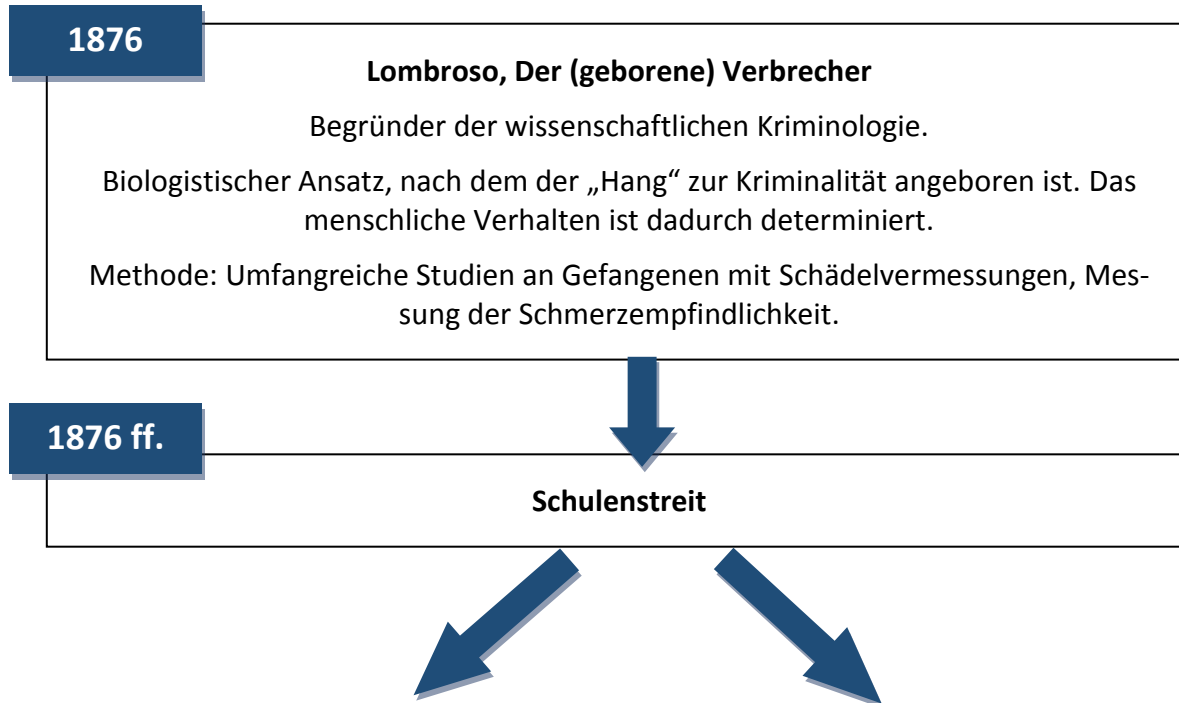 1876
Lombroso, Der (geborene) Verbrecher
Begründer der wissenschaftlichen Kriminologie.
Biologistischer Ansatz, nach dem der „Hang“ zur Kriminalität angeboren ist. Das
menschliche Verhalten ist dadurch determiniert.
Methode: Umfangreiche Studien an Gefangenen mit Schädelvermessungen, Mes-
sung der Schmerzempfindlichkeit.
1876 ff.
Schulenstreit